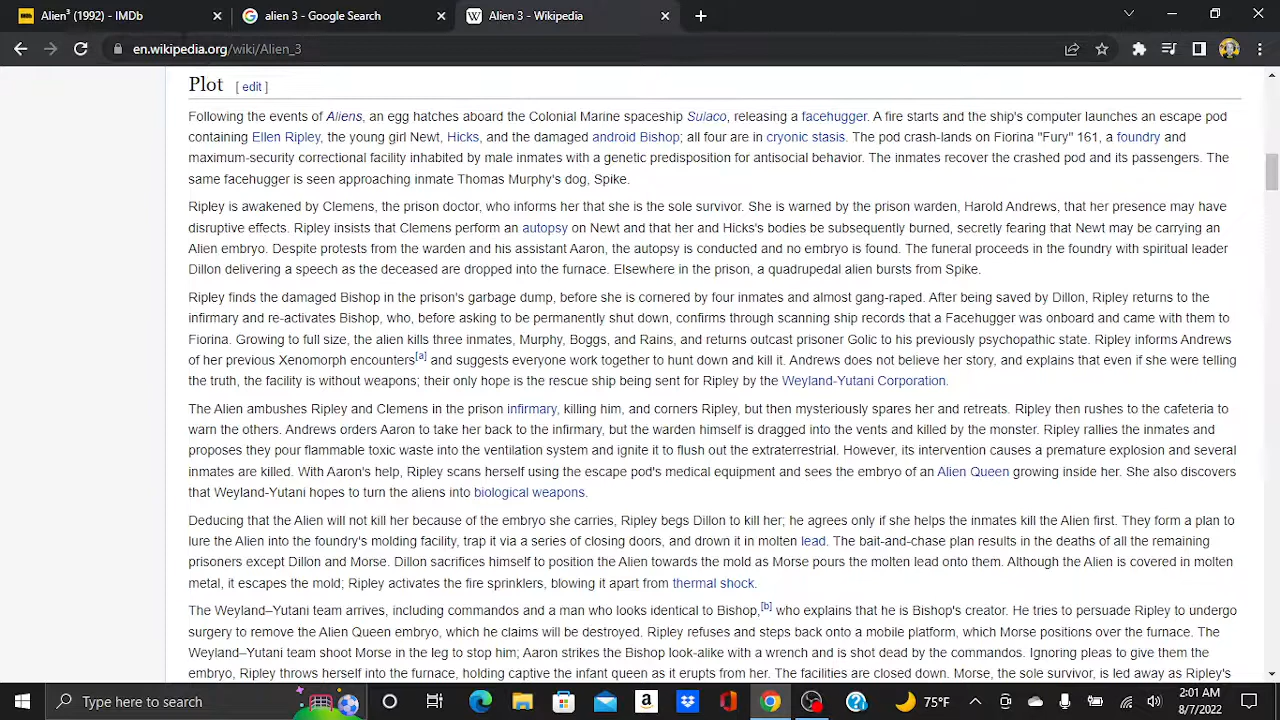 Alien³ (1992) - IMDb
alien 3 - Google Search
Alien 3 - Wikipedia
en.wikipedia.org/wiki/Alien_3
Plot [ edit ]
Following the events of Aliens, an egg hatches aboard the Colonial Marine spaceship Sulaco, releasing a facehugger. A fire starts and the ship's computer launches an escape pod
containing Ellen Ripley, the young girl Newt, Hicks, and the damaged android Bishop; all four are in cryonic stasis. The pod crash-lands on Fiorina "Fury" 161, a foundry and
maximum-security correctional facility inhabited by male inmates with a genetic predisposition for antisocial behavior. The inmates recover the crashed pod and its passengers. The
same facehugger is seen approaching inmate Thomas Murphy's dog, Spike.
Ripley is awakened by Clemens, the prison doctor, who informs her that she is the sole survivor. She is warned by the prison warden, Harold Andrews, that her presence may have
disruptive effects. Ripley insists that Clemens perform an autopsy on Newt and that her and Hicks's bodies be subsequently burned, secretly fearing that Newt may be carrying an
Alien embryo. Despite protests from the warden and his assistant Aaron, the autopsy is conducted and no embryo is found. The funeral proceeds in the foundry with spiritual leader
Dillon delivering a speech as the deceased are dropped into the furnace. Elsewhere in the prison, a quadrupedal alien bursts from Spike.
Ripley finds the damaged Bishop in the prison's garbage dump, before she is cornered by four inmates and almost gang-raped. After being saved by Dillon, Ripley returns to the
infirmary and re-activates Bishop, who, before asking to be permanently shut down, confirms through scanning ship records that a Facehugger was onboard and came with them to
Fiorina. Growing to full size, the alien kills three inmates, Murphy, Boggs, and Rains, and returns outcast prisoner Golic to his previously psychopathic state. Ripley informs Andrews
of her previous Xenomorph encounters[a] and suggests everyone work together to hunt down and kill it. Andrews does not believe her story, and explains that even if she were telling
the truth, the facility is without weapons; their only hope is the rescue ship being sent for Ripley by the Weyland-Yutani Corporation.
The Alien ambushes Ripley and Clemens in the prison infirmary, killing him, and corners Ripley, but then mysteriously spares her and retreats. Ripley then rushes to the cafeteria to
warn the others. Andrews orders Aaron to take her back to the infirmary, but the warden himself is dragged into the vents and killed by the monster. Ripley rallies the inmates and
proposes they pour flammable toxic waste into the ventilation system and ignite it to flush out the extraterrestrial. However, its intervention causes a premature explosion and several
inmates are killed. With Aaron's help, Ripley scans herself using the escape pod's medical equipment and sees the embryo of an Alien Queen growing inside her. She also discovers
that Weyland-Yutani hopes to turn the aliens into biological weapons.
Deducing that the Alien will not kill her because of the embryo she carries, Ripley begs Dillon to kill her; he agrees only if she helps the inmates kill the Alien first. They form a plan to
lure the Alien into the foundry's molding facility, trap it via a series of closing doors, and drown it in molten lead. The bait-and-chase plan results in the deaths of all the remaining
prisoners except Dillon and Morse. Dillon sacrifices himself to position the Alien towards the mold as Morse pours the molten lead onto them. Although the Alien is covered in molten
metal, it escapes the mold; Ripley activates the fire sprinklers, blowing it apart from thermal shock.
The Weyland–Yutani team arrives, including commandos and a man who looks identical to Bishop,[b] who explains that he is Bishop's creator. He tries to persuade Ripley to undergo
surgery to remove the Alien Queen embryo, which he claims will be destroyed. Ripley refuses and steps back onto a mobile platform, which Morse positions over the furnace. The
Weyland–Yutani team shoot Morse in the leg to stop him; Aaron strikes the Bishop look-alike with a wrench and is shot dead by the commandos. Ignoring pleas to give them the
embryo, Ripley throws herself into the furnace, holding captive the infant queen as it erupts from her. The facilities are closed down. Morse, the sole survivor, is led away as Ripley's
Type here to search
75°F
2:01 AM
8/7/2022